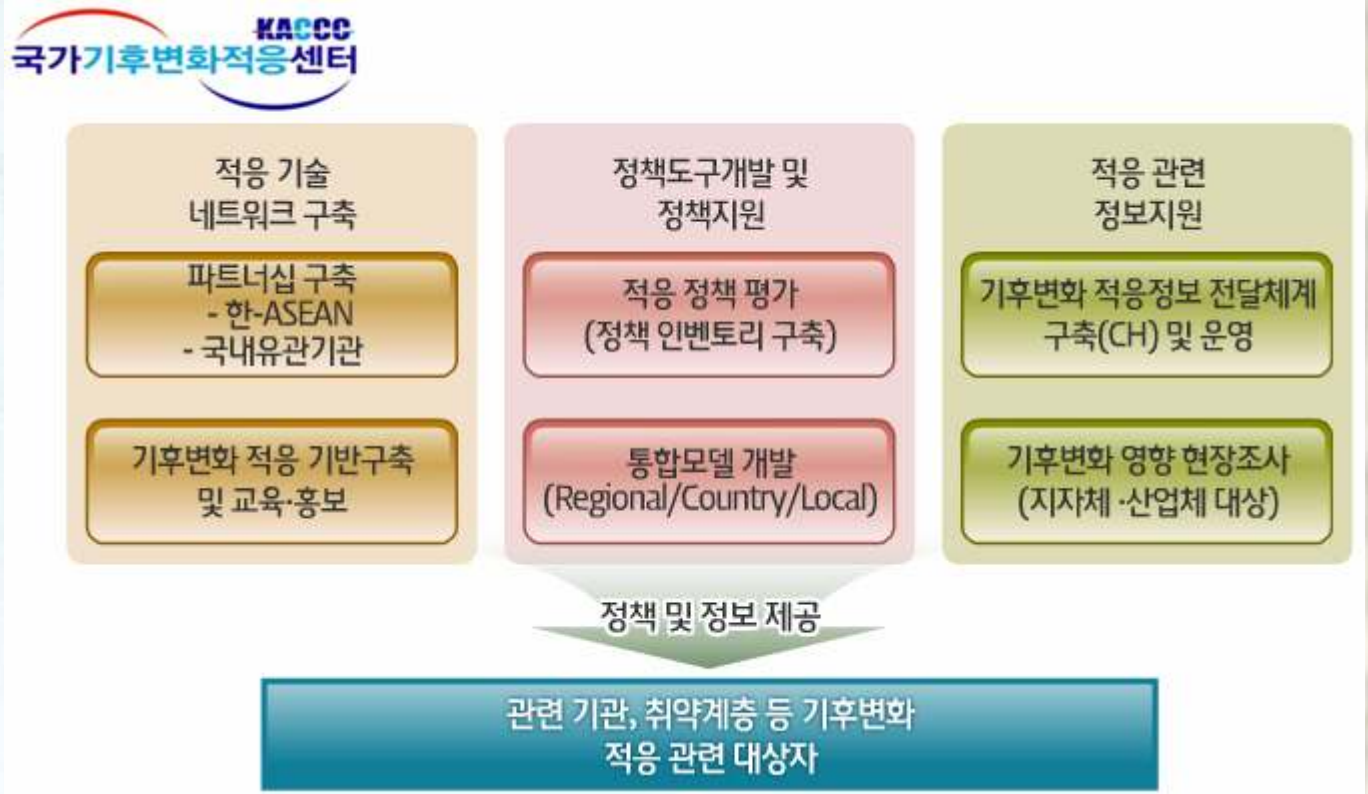 KACCC
국가기후변화적응센터
적응 기술
네트워크 구축
파트너십 구축
- 한-ASEAN
- 국내유관기관
기후변화 적응 기반구축
및 교육·홍보
정책도구개발 및
정책지원
적응 정책 평가
(정책 인벤토리 구축)
통합모델 개발
(Regional/Country/Local)
적응 관련
정보지원
기후변화 적응정보 전달체계
구축(CH) 및 운영
기후변화 영향 현장조사
(지자체 ·산업체 대상)
정책 및 정보 제공
관련 기관, 취약계층 등 기후변화
적응 관련 대상자